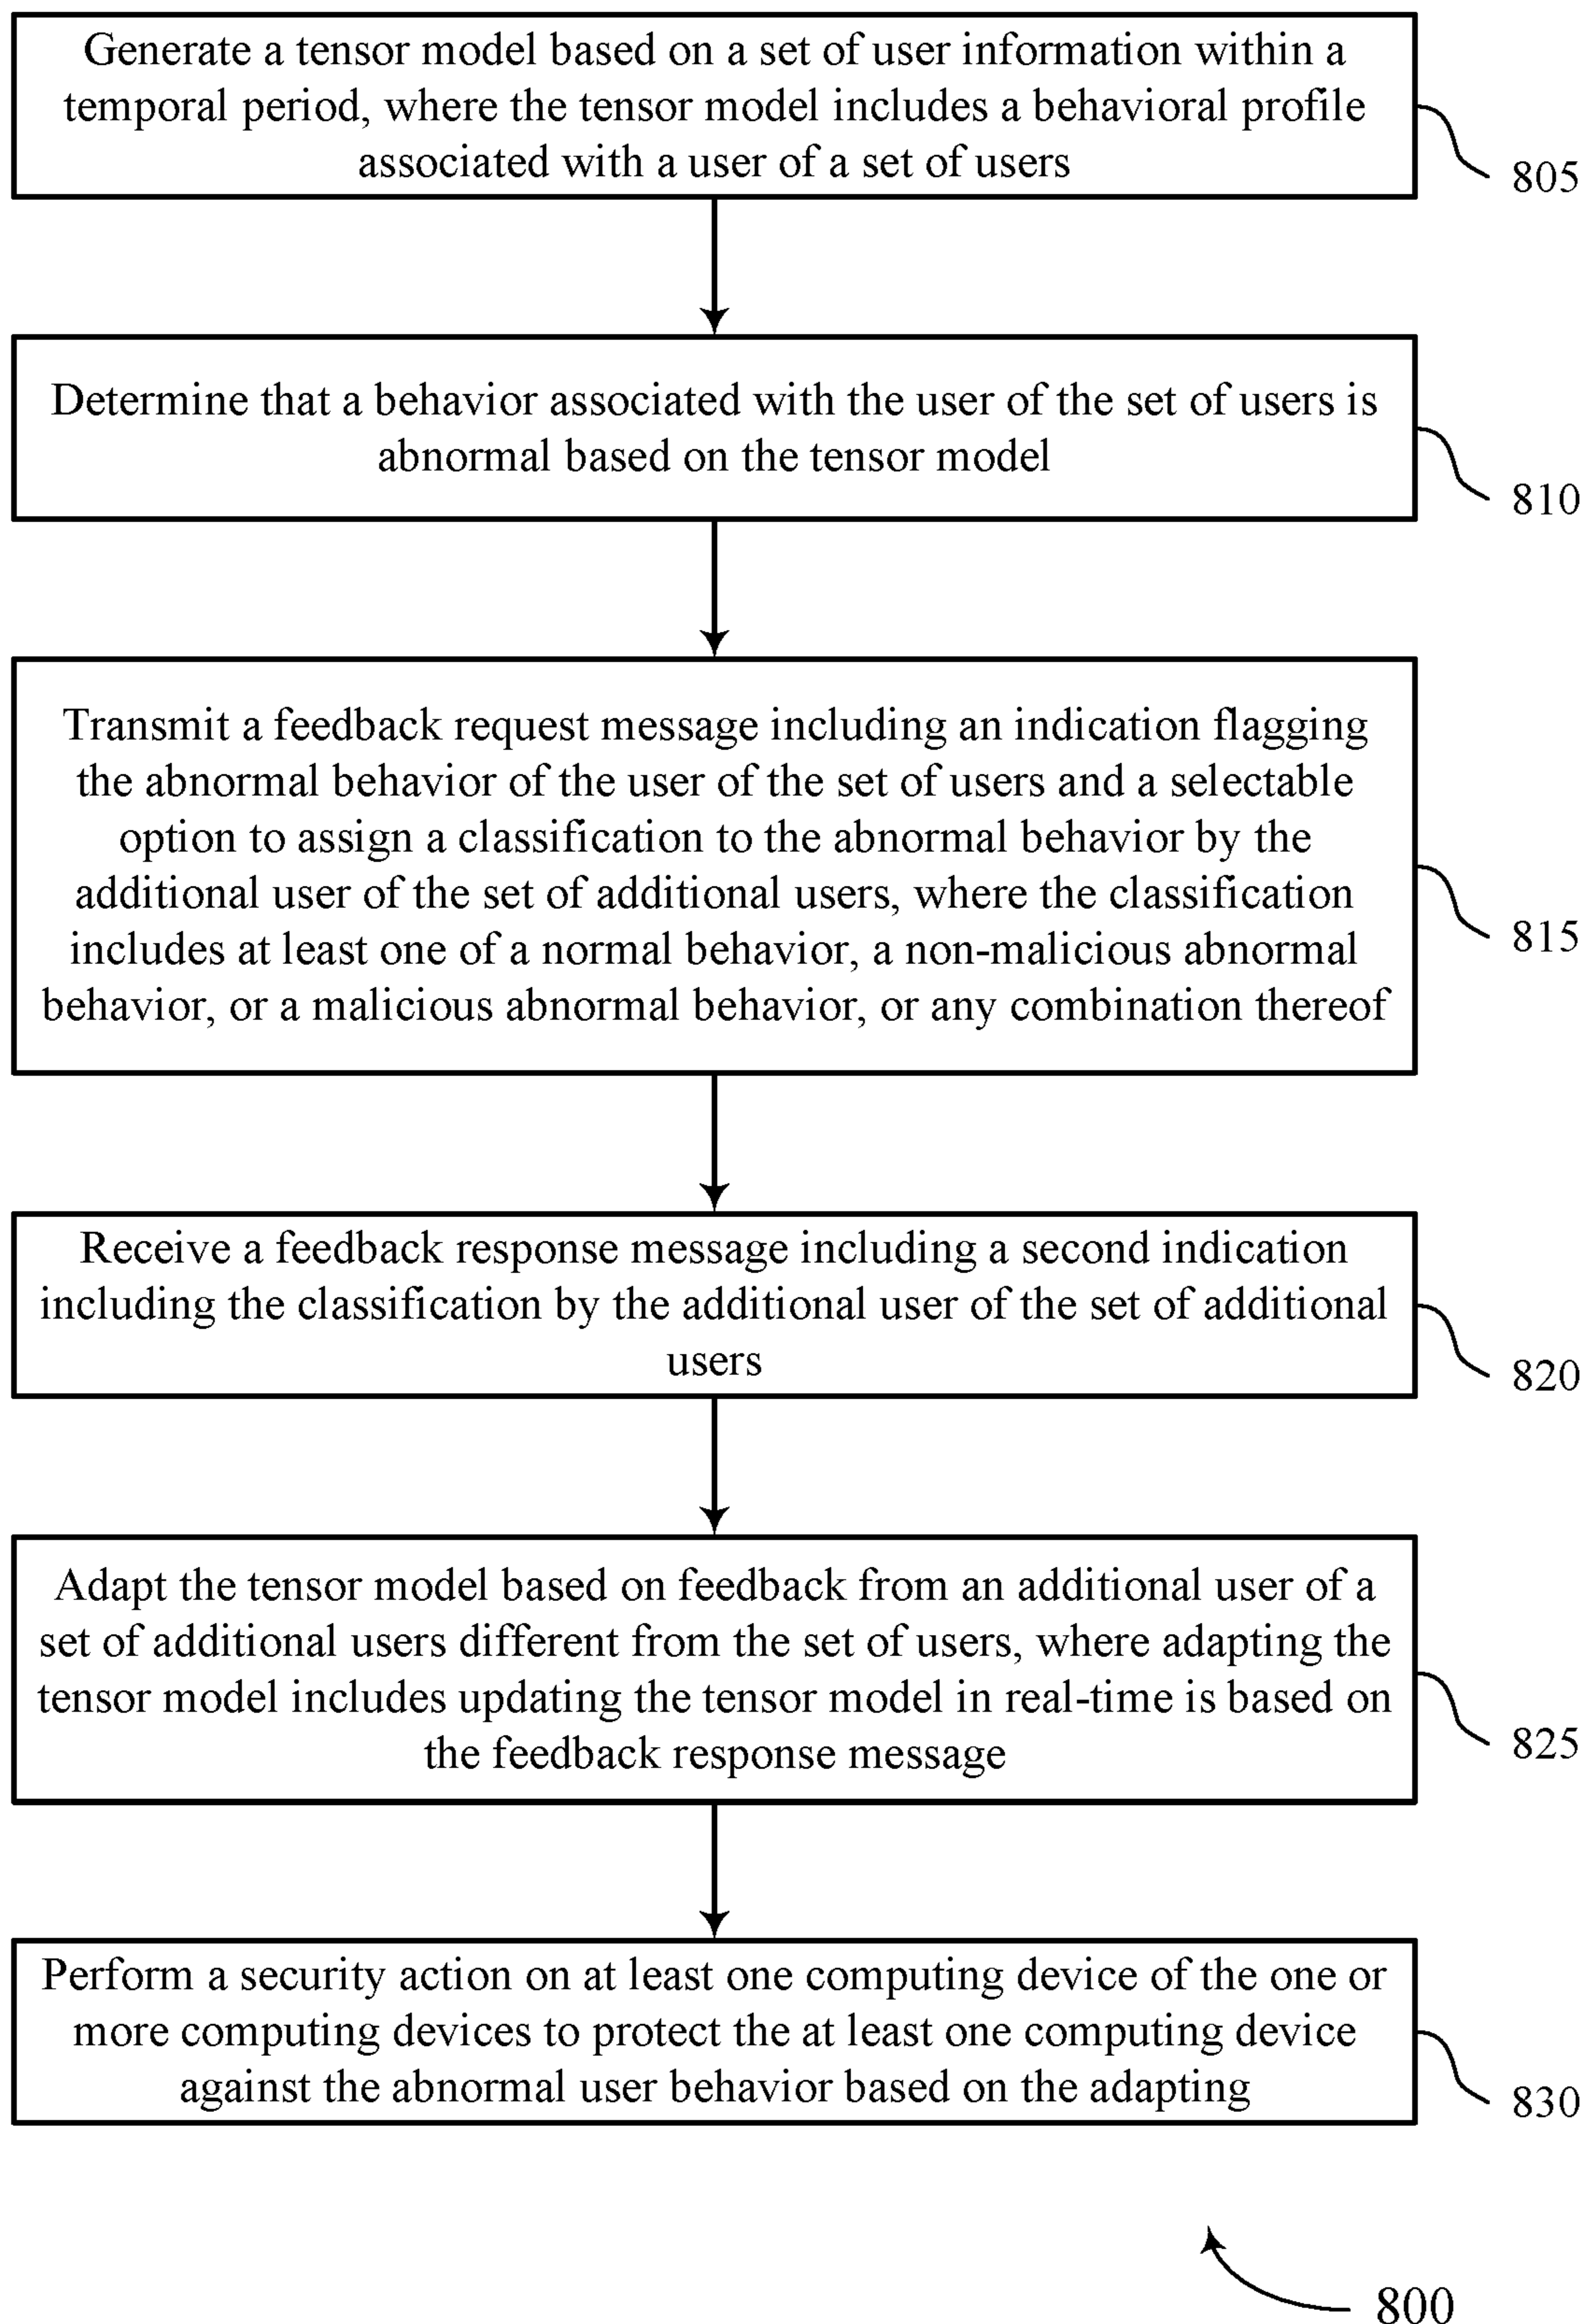 Generate a tensor model based on a set of user information within a
temporal period, where the tensor model includes a behavioral profile
associated with a user of a set of users
805
Determine that a behavior associated with the user of the set of users is
abnormal based on the tensor model
810
Transmit a feedback request message including an indication flagging
the abnormal behavior of the user of the set of users and a selectable
option to assign a classification to the abnormal behavior by the
additional user of the set of additional users, where the classification
includes at least one of a normal behavior, a non-malicious abnormal
behavior, or a malicious abnormal behavior, or any combination thereof
815
Receive a feedback response message including a second indication
including the classification by the additional user of the set of additional
users
820
Adapt the tensor model based on feedback from an additional user of a
set of additional users different from the set of users, where adapting the
tensor model includes updating the tensor model in real-time is based on
the feedback response message
825
Perform a security action on at least one computing device of the one or
more computing devices to protect the at least one computing device
against the abnormal user behavior based on the adapting
830
800